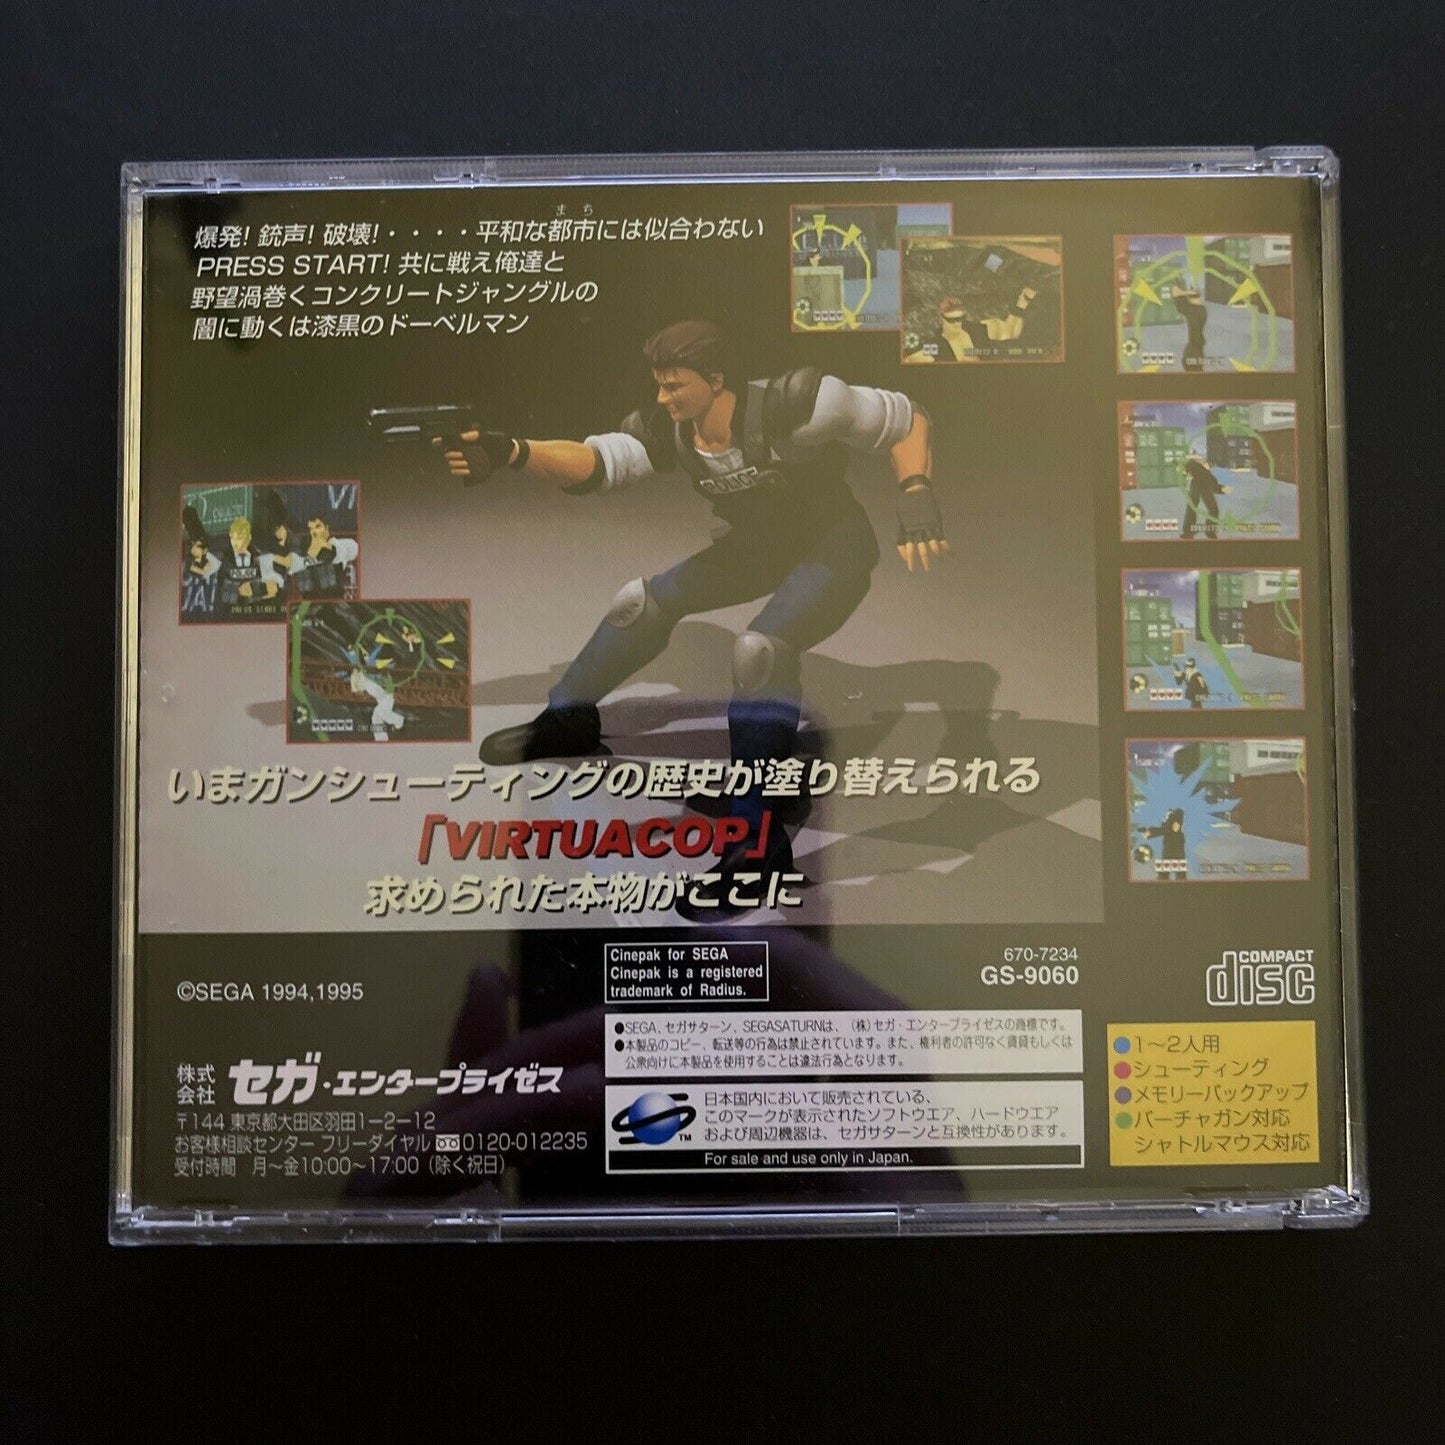 爆発! 銃声! 破壊!・・・・平和な都市には似合わない
まち
PRESS START! 共に戦え俺達と
野望渦巻くコンクリートジャングルの
闇に動くは漆黒のドーベルマン
POLICE
いまガンシューティングの歴史が塗り替えられる
「VIRTUACOP」
求められた本物がここに
©SEGA 1994,1995
Cinepak for SEGA
Cinepak is a registered
trademark of Radius.
670-7234
GS-9060
COMPACT
disc
株式会社 セガ・エンタープライゼス
〒144 東京都大田区羽田1-2-12
お客様相談センター フリーダイヤル 0120-012235
受付時間 月～金10:00～17:00 (除く祝日)
●SEGA、セガサターン、SEGASATURNは、(株)セガ・エンタープライゼスの商標です。
●本製品のコピー、転送等の行為は禁止されています。また、権利者の許可なく賃貸もしくは
公衆向けに本製品を使用することは違法行為となります。
日本国内において販売されている、
このマークが表示されたソフトウエア、ハードウエア
および周辺機器は、セガサターンと互換性があります。
TM
For sale and use only in Japan.
●1～2人用
●シューティング
●メモリーバックアップ
●バーチャガン対応
シャトルマウス対応